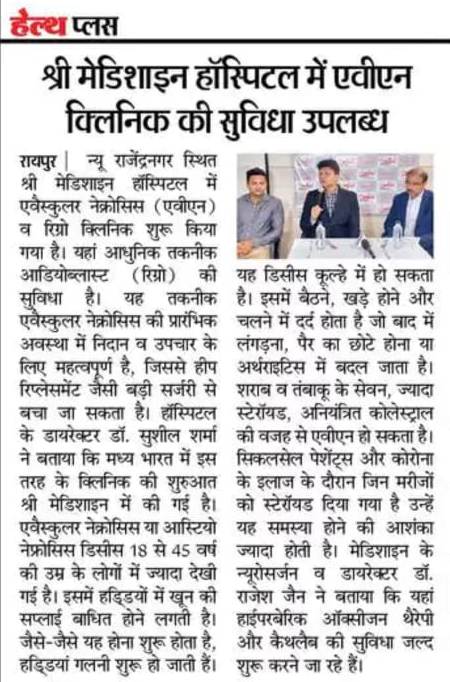 हेल्थ प्लस
श्री मेडिशाइन हॉस्पिटल में एवीएन
क्लिनिक की सुविधा उपलब्ध
रायपुर | न्यू राजेंद्रनगर स्थित
श्री मेडिशाइन हॉस्पिटल में
एवैस्कुलर नेक्रोसिस (एवीएन)
व रिग्रो क्लिनिक शुरू किया
गया है। यहां आधुनिक तकनीक
आडियोब्लास्ट (रिग्रो) की
सुविधा है। यह तकनीक
एवैस्कुलर नेक्रोसिस की प्रारंभिक
अवस्था में निदान व उपचार के
लिए महत्वपूर्ण है, जिससे हीप
रिप्लेसमेंट जैसी बड़ी सर्जरी से
बचा जा सकता है। हॉस्पिटल
के डायरेक्टर डॉ. सुशील शर्मा
ने बताया कि मध्य भारत में इस
तरह के क्लिनिक की शुरुआत
श्री मेडिशाइन में की गई है।
एवैस्कुलर नेक्रोसिस या आस्टियो
नेफ्रोसिस डिसीस 18 से 45 वर्ष
की उम्र के लोगों में ज्यादा देखी
गई है। इसमें हड्डियों में खून की
सप्लाई बाधित होने लगती है।
जैसे-जैसे यह होना शुरू होता है,
हड्डियां गलनी शुरू हो जाती हैं।
यह डिसीस कूल्हे में हो सकता
है। इसमें बैठने, खड़े होने और
चलने में दर्द होता है जो बाद में
लंगड़ना, पैर का छोटे होना या
अर्थराइटिस में बदल जाता है।
शराब व तंबाकू के सेवन, ज्यादा
स्टेरॉयड, अनियंत्रित कोलेस्ट्राल
की वजह से एवीएन हो सकता है।
सिकलसेल पेशेंट्स और कोरोना
के इलाज के दौरान जिन मरीजों
को स्टेरॉयड दिया गया है उन्हें
यह समस्या होने की आशंका
ज्यादा होती है। मेडिशाइन के
न्यूरोसर्जन व डायरेक्टर डॉ.
राजेश जैन ने बताया कि यहां
हाईपरबेरिक ऑक्सीजन थैरेपी
और कैथलैब की सुविधा जल्द
शुरू करने जा रहे हैं।